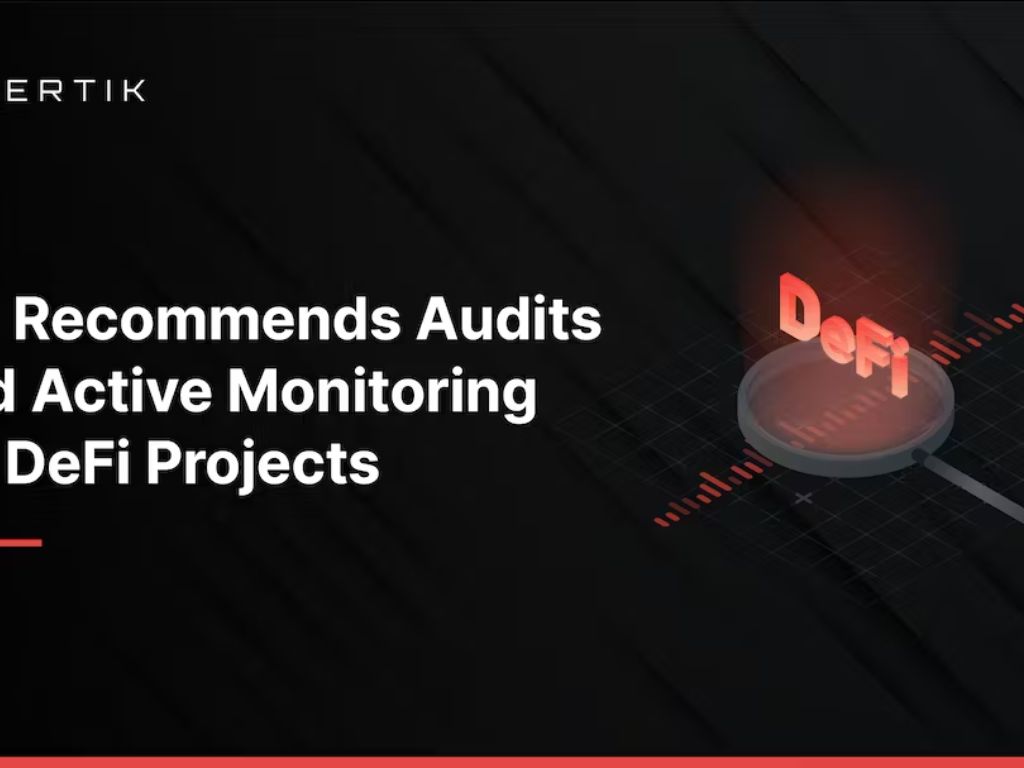 ERTIK
Recommends Audits
d Active Monitoring
DeFi Projects
DeFi